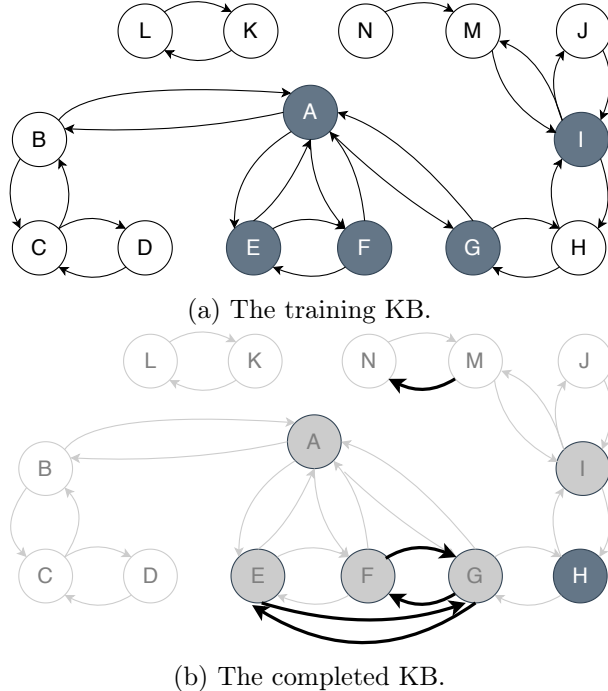 L K N M J
A
B I
C D E F G H
(a) The training KB.
L K N M J
A
B I
C D E F G H
(b) The completed KB.